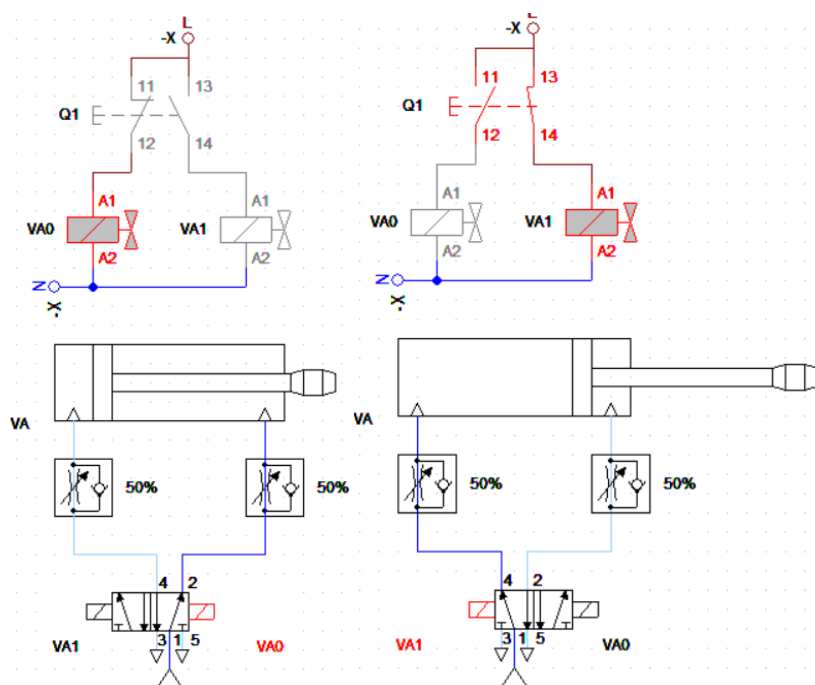 L
-X
11 13
Q1
12 14
A1 A1
VA0 VA1
A2 A2
N
-X
VA
50% 50%
4 2
3 1 5
VA1 VA0
L
-X
11 13
Q1
12 14
A1 A1
VA0 VA1
A2 A2
N
-X
VA
50% 50%
4 2
3 1 5
VA1 VA0